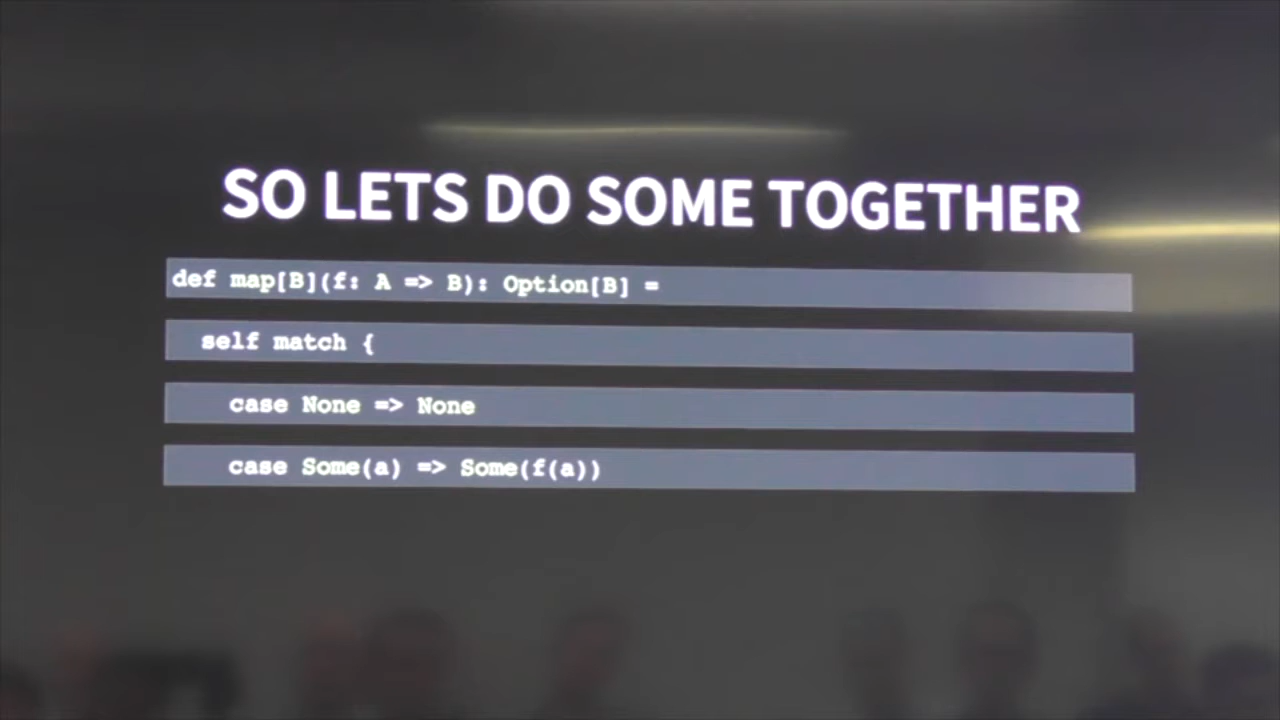 SO LETS DO SOME TOGETHER
def map[B](f: A => B): Option[B] =
  self match {
    case None => None
    case Some(a) => Some(f(a))